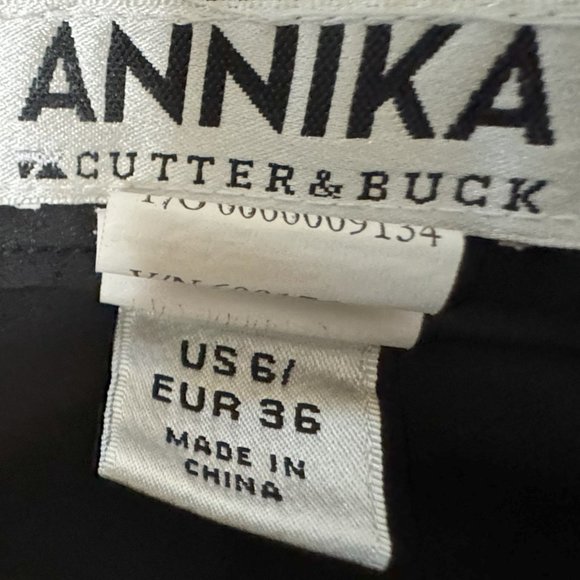 ANNIKA
CUTTER & BUCK
US 6/
EUR 36
MADE IN
CHINA